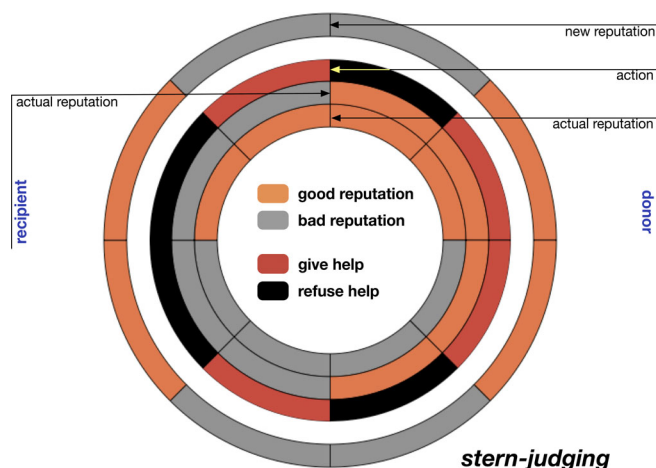 new reputation
action
actual reputation
actual reputation
recipient
donor
good reputation
bad reputation
give help
refuse help
stern-judging